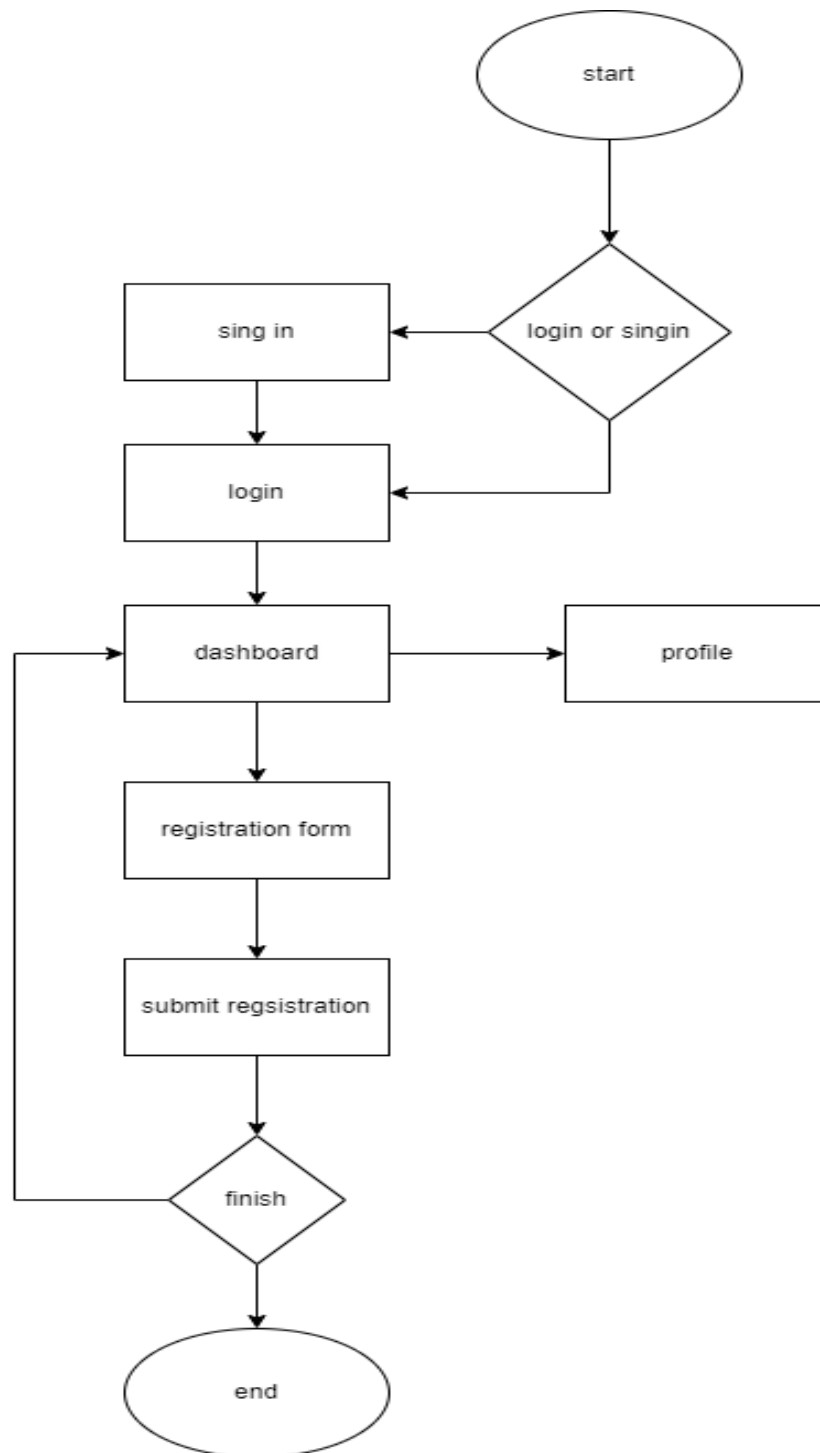 start
login or singin
sing in
login
dashboard
profile
registration form
submit regsistration
finish
end